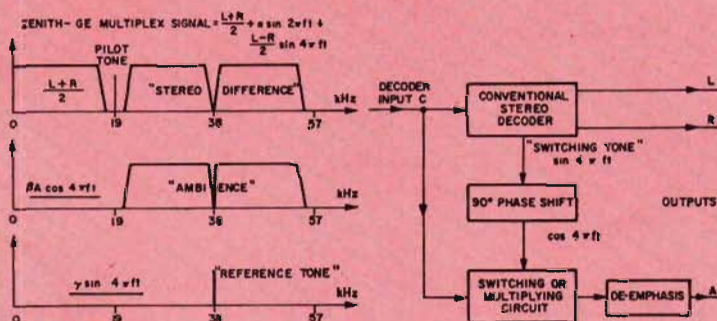 ZENITH-GE MULTIPLEX SIGNAL = L+R/2 + α sin 2πft +
L-R/2 sin 4πft
PILOT
TONE
L+R
2
"STEREO
DIFFERENCE"
kHz
0
19
38
57
βA cos 4πft
"AMBIENCE"
kHz
0
19
38
57
"REFERENCE TONE"
γ sin 4πft
kHz
0
19
38
57
DECODER
INPUT C
CONVENTIONAL
STEREO
DECODER
L
R
"SWITCHING TONE"
sin 4πft
90° PHASE SHIFT
OUTPUTS
cos 4πft
SWITCHING OR
MULTIPLYING
CIRCUIT
DE-EMPHASIS
A